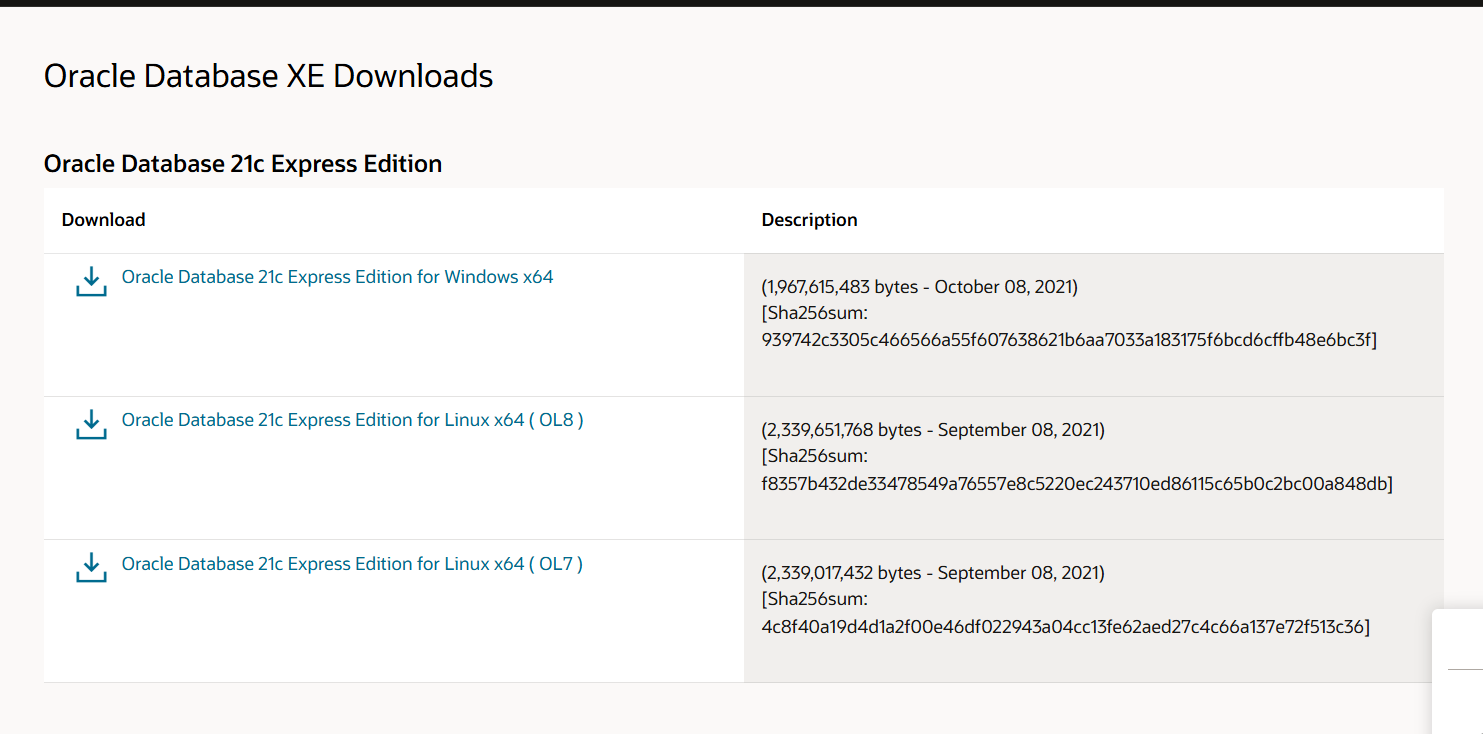 Oracle Database XE Downloads
Oracle Database 21c Express Edition
Download
Description
Oracle Database 21c Express Edition for Windows x64
(1,967,615,483 bytes - October 08, 2021)
[Sha256sum:
939742c3305c466566a55f607638621b6aa7033a183175f6bcd6cffb48e6bc3f]
Oracle Database 21c Express Edition for Linux x64 ( OL8 )
(2,339,651,768 bytes - September 08, 2021)
[Sha256sum:
f8357b432de33478549a76557e8c5220ec243710ed86115c65b0c2bc00a848db]
Oracle Database 21c Express Edition for Linux x64 ( OL7 )
(2,339,017,432 bytes - September 08, 2021)
[Sha256sum:
4c8f40a19d4d1a2f00e46df022943a04cc13fe62aed27c4c66a137e72f513c36]